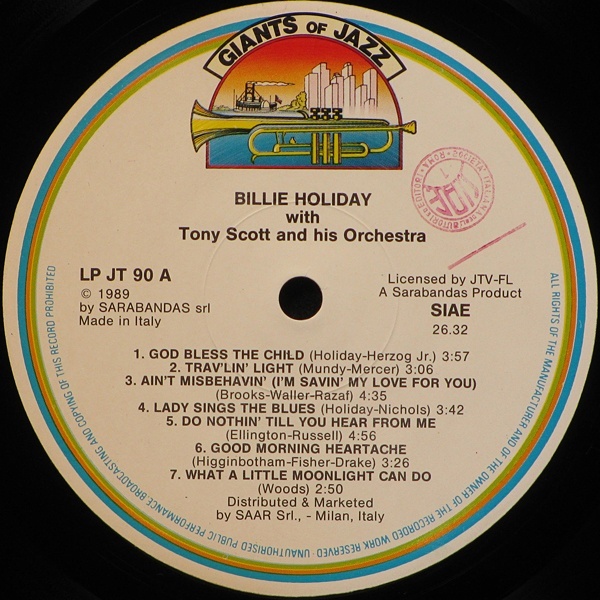 GIANTS OF JAZZ
BILLIE HOLIDAY
with
Tony Scott and his Orchestra
LP JT 90 A
© 1989
by SARABANDAS srl
Made in Italy
Licensed by JTV-FL
A Sarabandas Product
SIAE
26.32
1. GOD BLESS THE CHILD (Holiday-Herzog Jr.) 3:57
2. TRAV'LIN' LIGHT (Mundy-Mercer) 3:06
3. AIN'T MISBEHAVIN' (I'M SAVIN' MY LOVE FOR YOU)
(Brooks-Waller-Razaf) 4:35
4. LADY SINGS THE BLUES (Holiday-Nichols) 3:42
5. DO NOTHIN' TILL YOU HEAR FROM ME
(Ellington-Russell) 4:56
6. GOOD MORNING HEARTACHE
(Higginbotham-Fisher-Drake) 3:26
7. WHAT A LITTLE MOONLIGHT CAN DO
(Woods) 2:50
Distributed & Marketed
by SAAR Srl., - Milan, Italy
ALL RIGHTS OF THE MANUFACTURER AND OF THE OWNER OF THE RECORDED WORK RESERVED - UNAUTHORISED PUBLIC PERFORMANCE BROADCASTING AND COPYING OF THIS RECORD PROHIBITED
SOCIETA' ITALIANA
EDITORI
ROMA